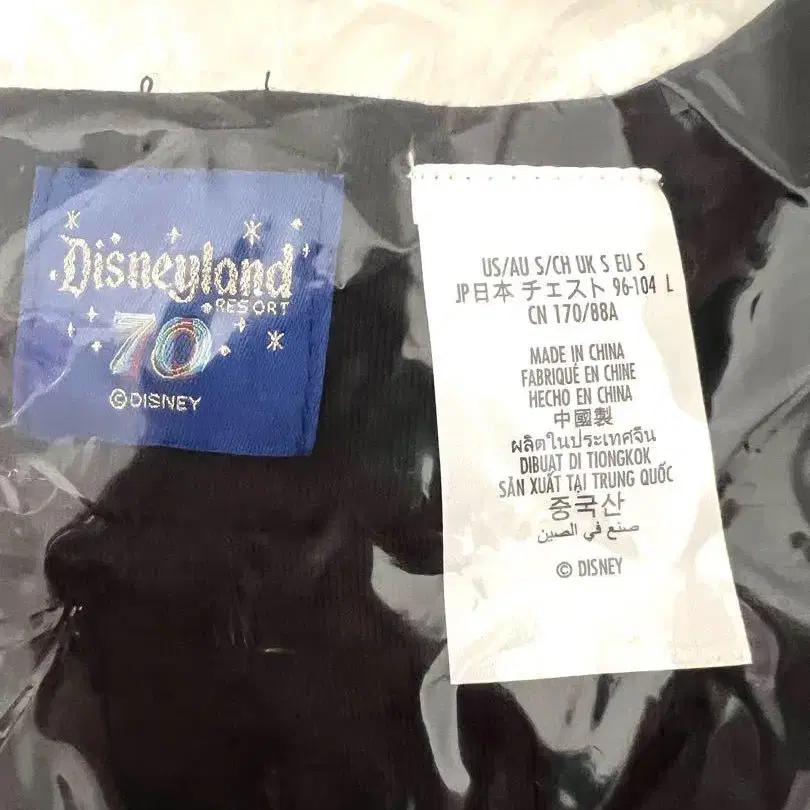 Disneyland
RESORT
70
©DISNEY
US/AU S/CH UK S EU S
JP日本 チェスト 96-104 L
CN 170/88A
MADE IN CHINA
FABRIQUÉ EN CHINE
HECHO EN CHINA
中國製
ผลิตในประเทศจีน
DIBUAT DI TIONGKOK
SẢN XUẤT TẠI TRUNG QUỐC
중국산
صنع في الصين
© DISNEY